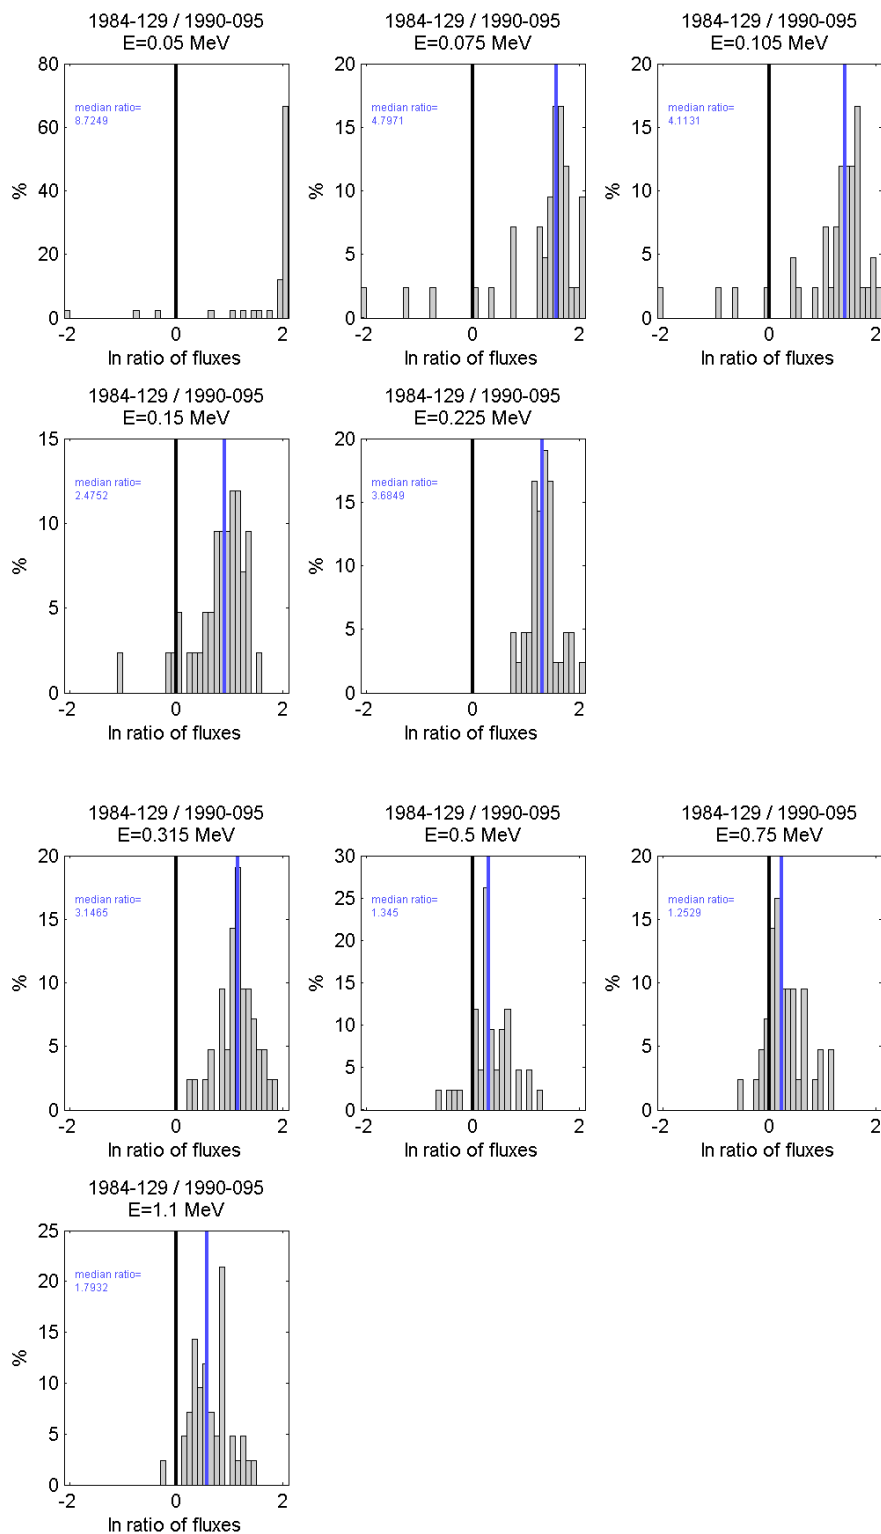 1984-129 / 1990-095
E=0.05 MeV
80
60
40
20
0
%
median ratio=
8.7249
-2 0 2
ln ratio of fluxes
1984-129 / 1990-095
E=0.075 MeV
20
15
10
5
0
%
median ratio=
4.7971
-2 0 2
ln ratio of fluxes
1984-129 / 1990-095
E=0.105 MeV
20
15
10
5
0
%
median ratio=
4.1131
-2 0 2
ln ratio of fluxes
1984-129 / 1990-095
E=0.15 MeV
15
10
5
0
%
median ratio=
2.4752
-2 0 2
ln ratio of fluxes
1984-129 / 1990-095
E=0.225 MeV
20
15
10
5
0
%
median ratio=
3.6849
-2 0 2
ln ratio of fluxes
1984-129 / 1990-095
E=0.315 MeV
20
15
10
5
0
%
median ratio=
3.1465
-2 0 2
ln ratio of fluxes
1984-129 / 1990-095
E=0.5 MeV
30
25
20
15
10
5
0
%
median ratio=
1.345
-2 0 2
ln ratio of fluxes
1984-129 / 1990-095
E=0.75 MeV
20
15
10
5
0
%
median ratio=
1.2529
-2 0 2
ln ratio of fluxes
1984-129 / 1990-095
E=1.1 MeV
25
20
15
10
5
0
%
median ratio=
1.7932
-2 0 2
ln ratio of fluxes